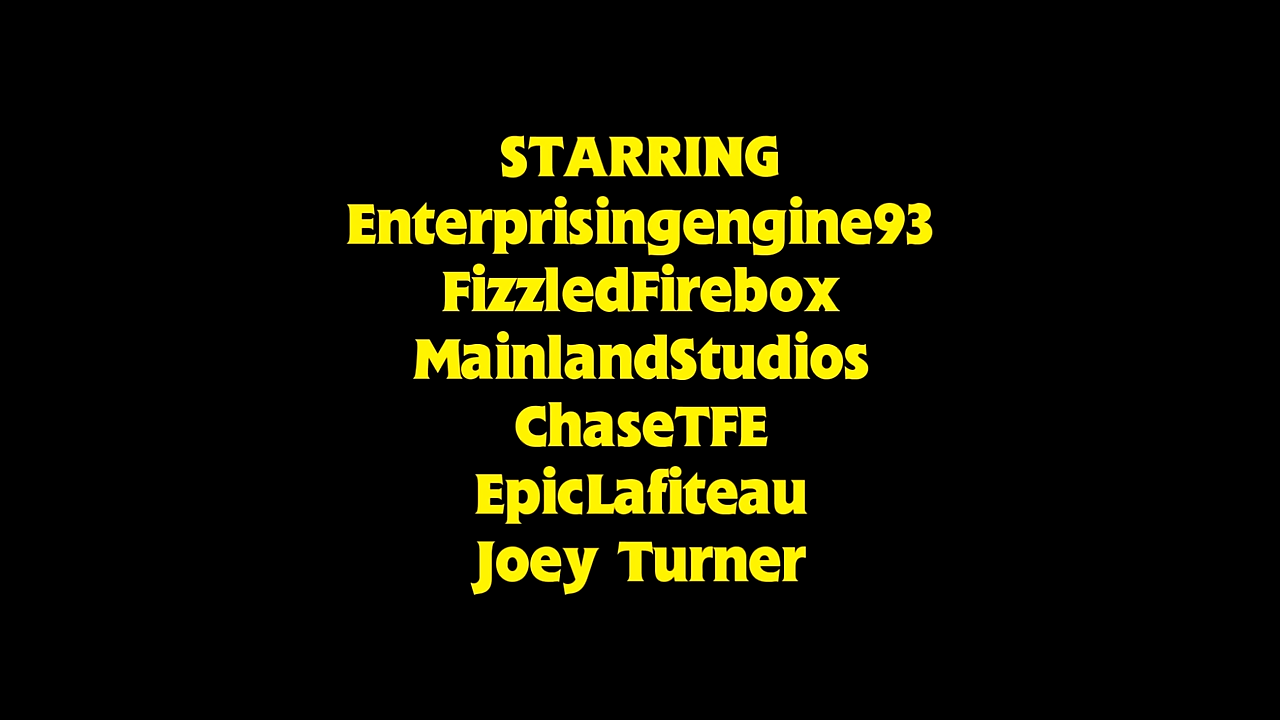 STARRING
Enterprisingengine93
FizzledFirebox
MainlandStudios
ChaseTFE
EpicLafiteau
Joey Turner